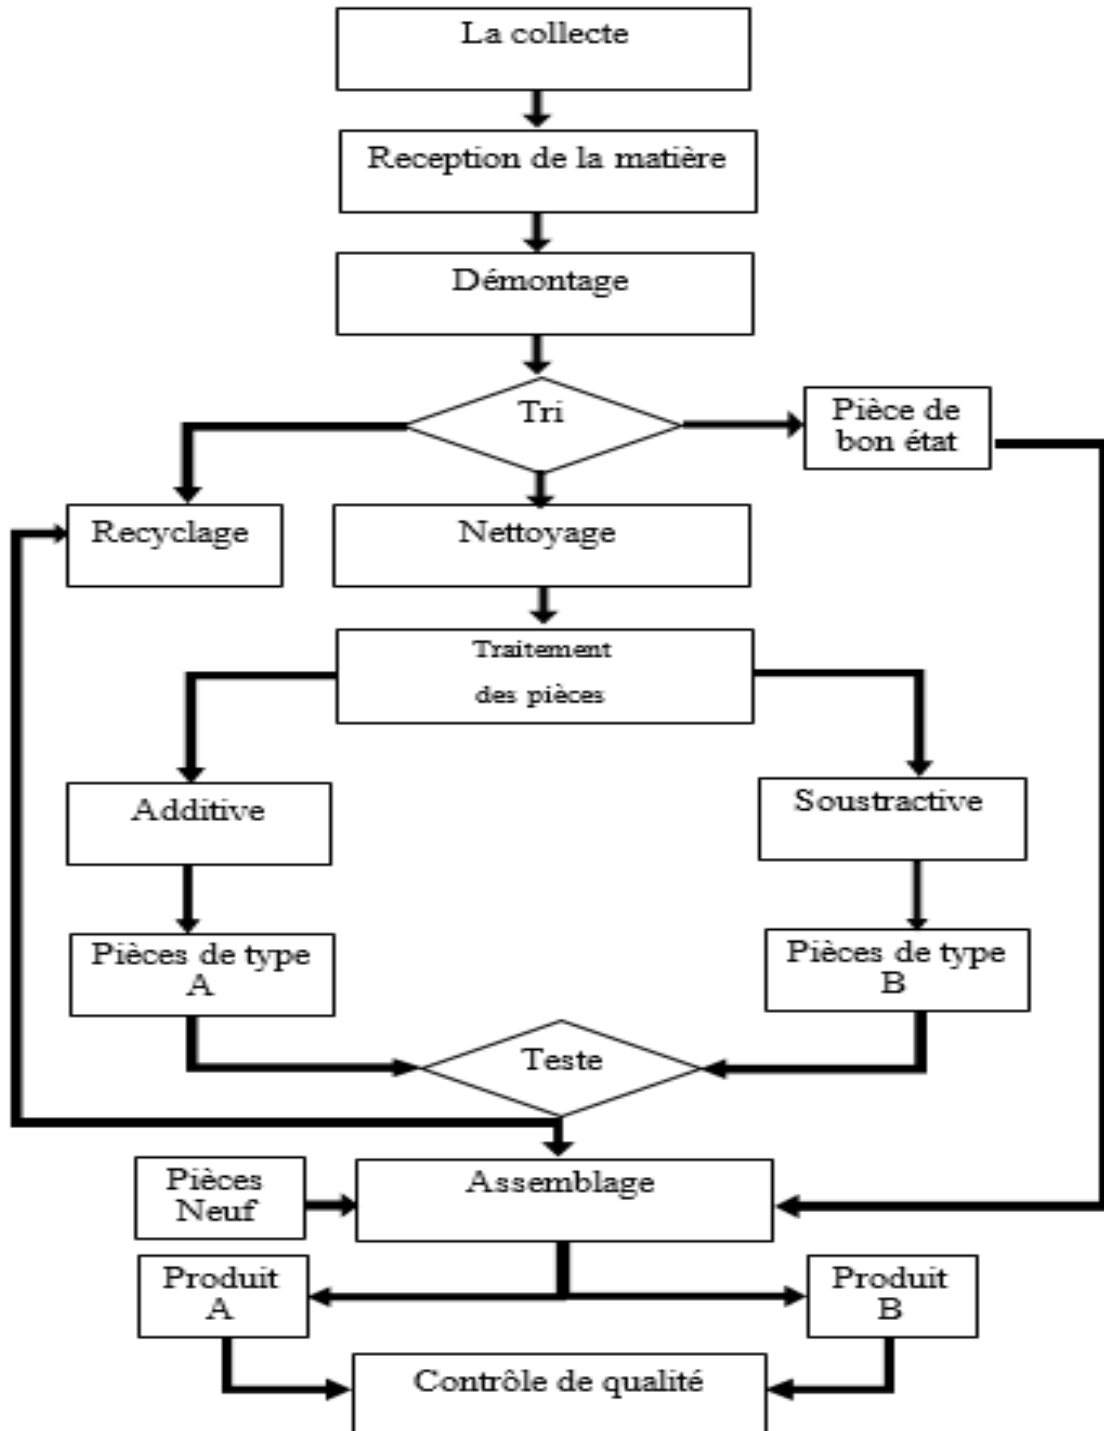 La collecte
Reception de la matière
Démontage
Tri
Pièce de
bon état
Recyclage
Nettoyage
Traitement
des pièces
Additive
Soustractive
Pièces de type
A
Pièces de type
B
Teste
Pièces
Neuf
Assemblage
Produit
A
Produit
B
Contrôle de qualité